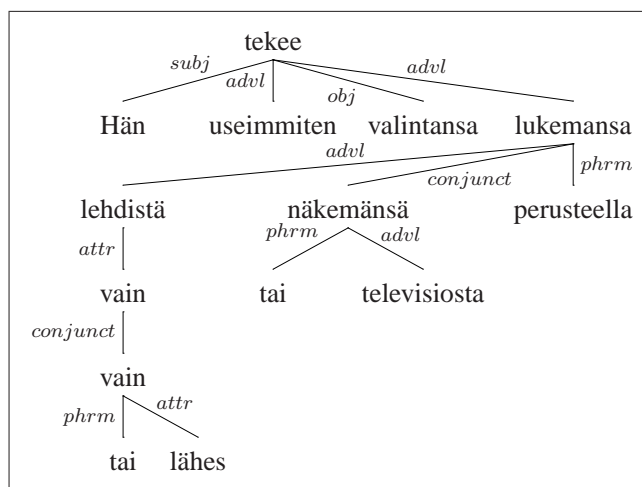 tekee
subj advl obj advl
Hän useimmiten valintansa lukemansa
advl conjunct phrm
lehdistä näkemänsä perusteella
attr phrm advl
vain tai televisiosta
conjunct
vain
phrm attr
tai lähes